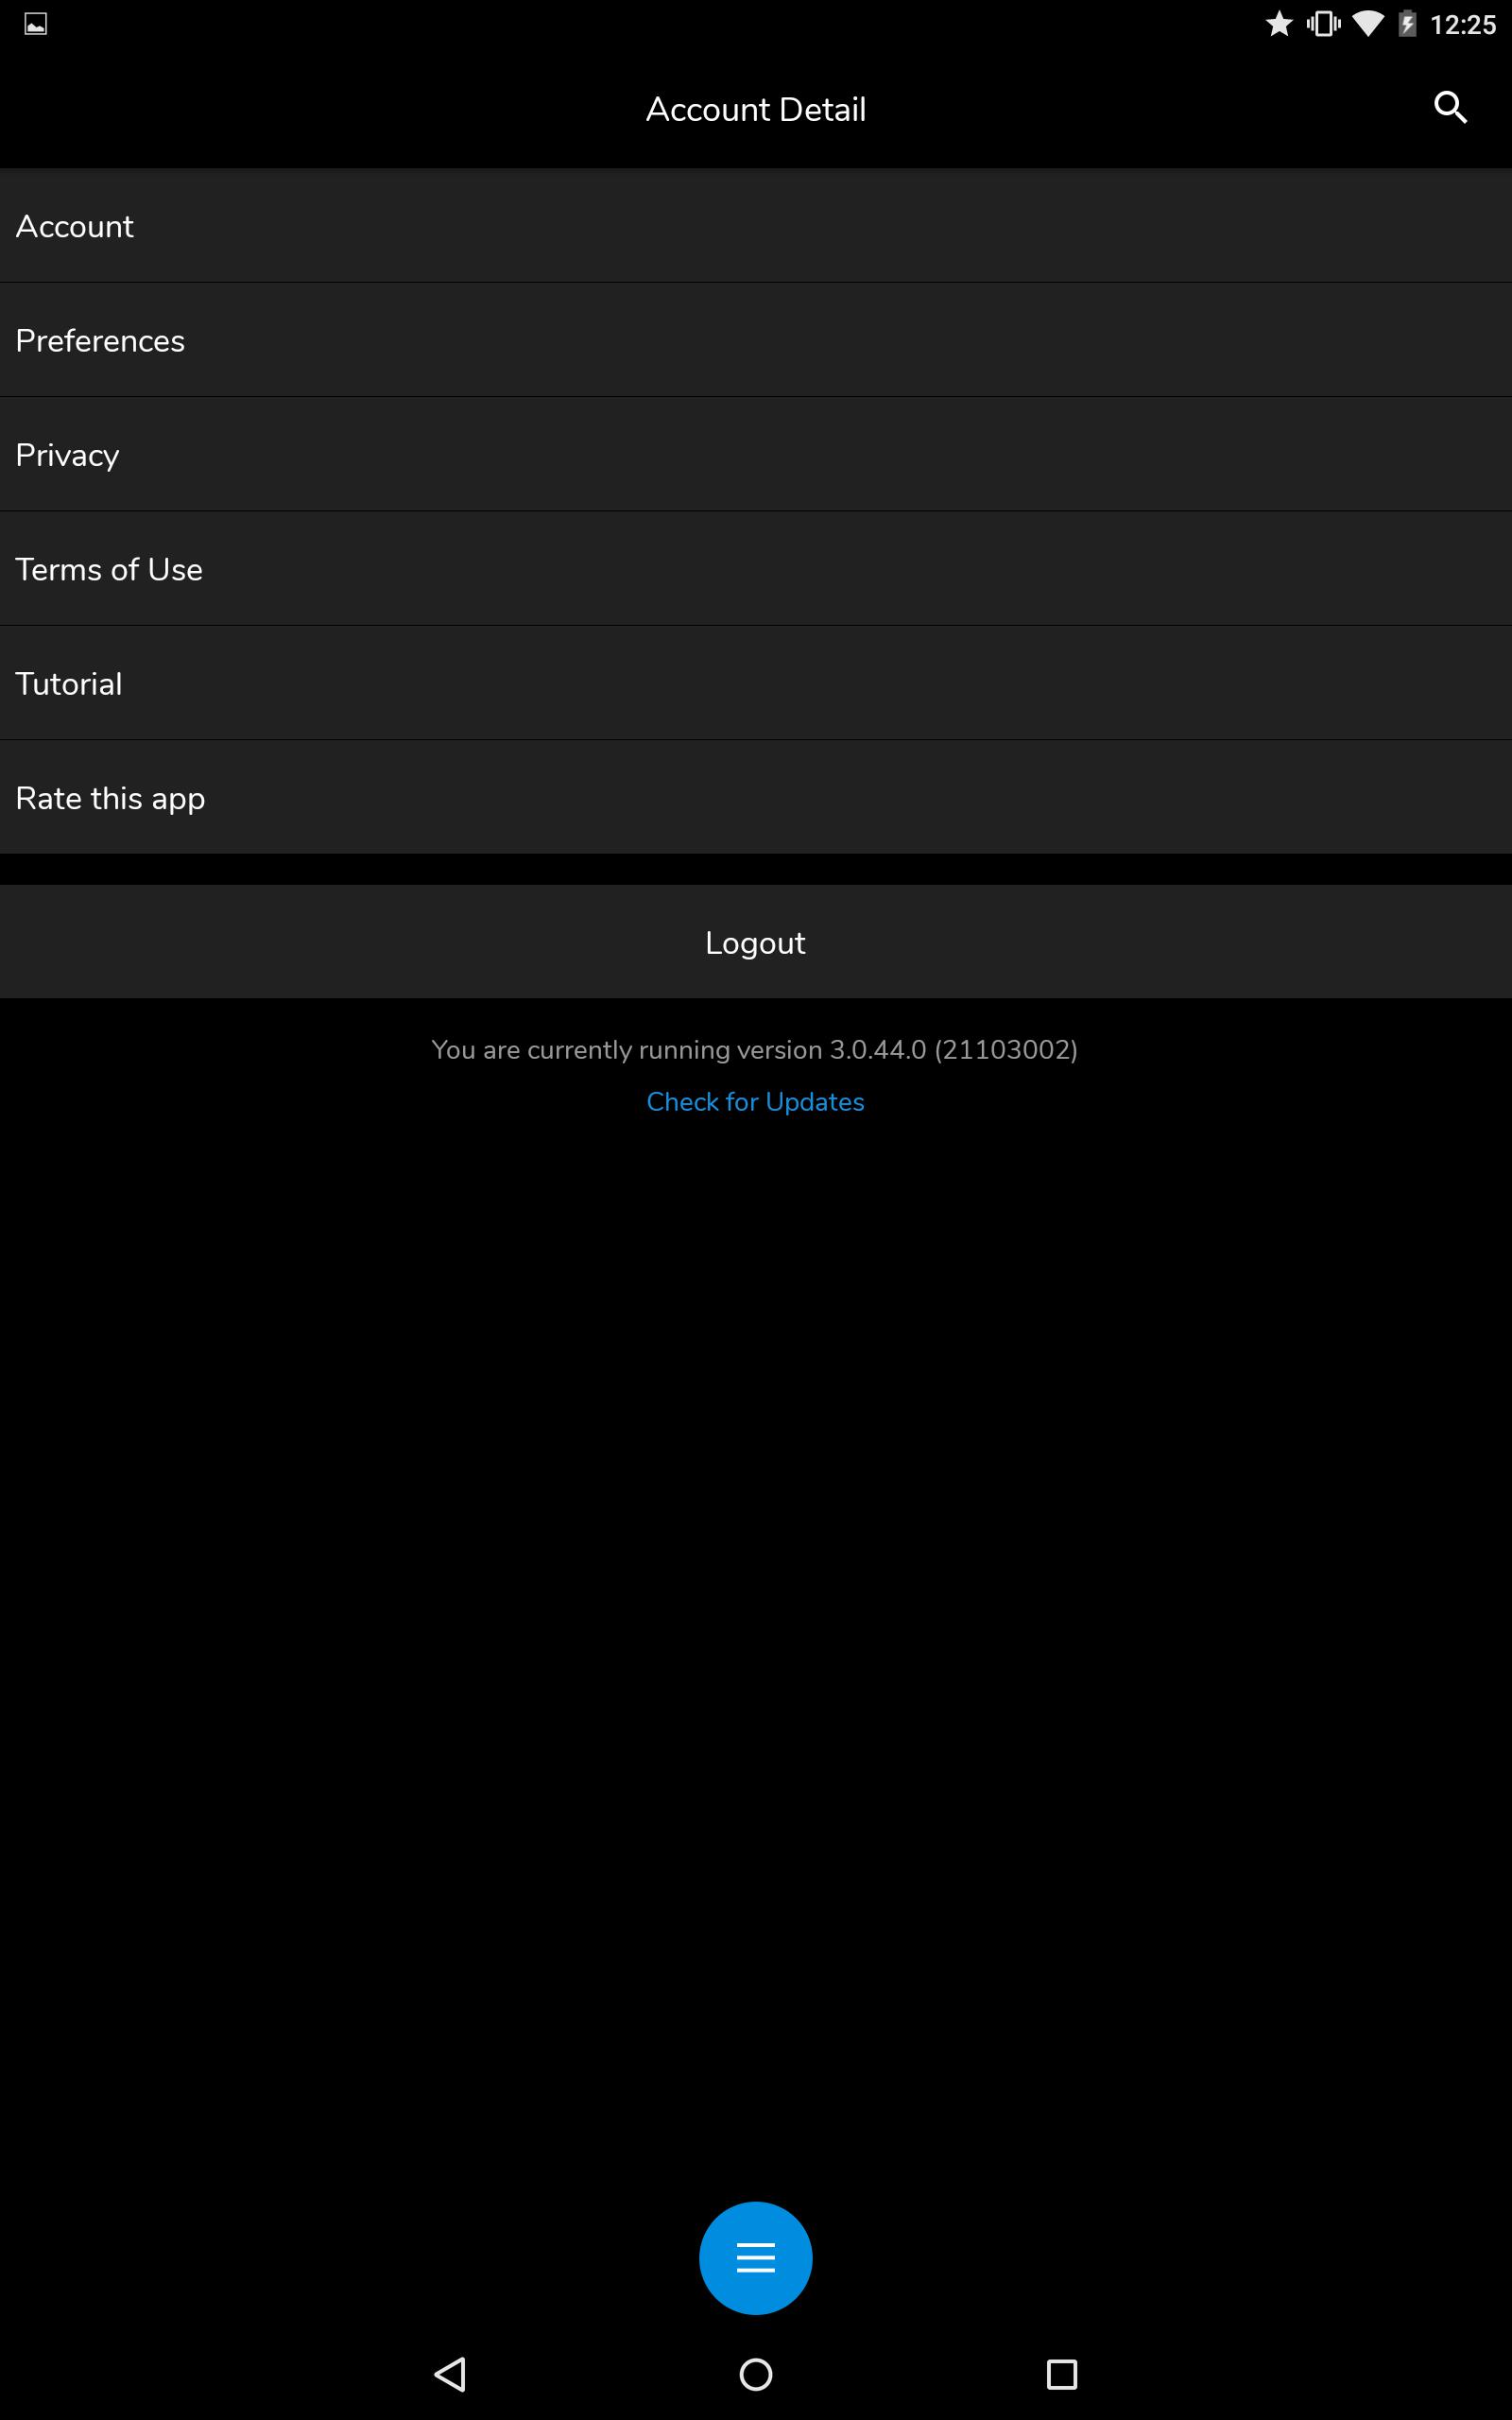 12:25
Account Detail
Account
Preferences
Privacy
Terms of Use
Tutorial
Rate this app
Logout
You are currently running version 3.0.44.0 (21103002)
Check for Updates